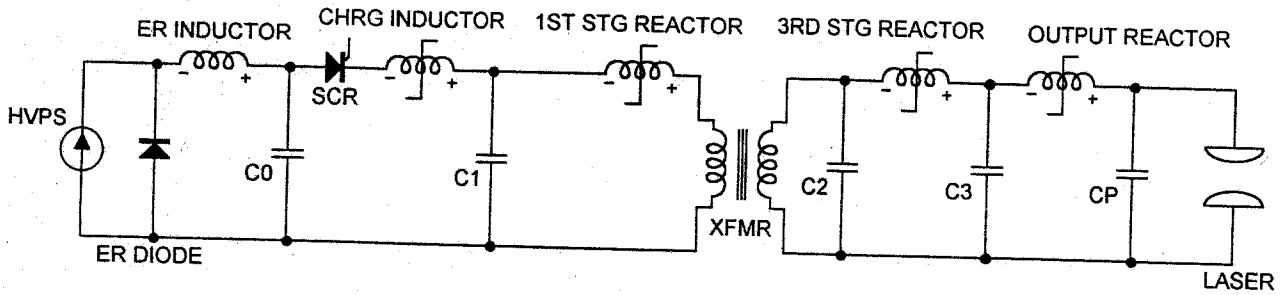 ER INDUCTOR
CHRG INDUCTOR
1ST STG REACTOR
3RD STG REACTOR
OUTPUT REACTOR
- +
- +
- +
- +
- +
SCR
HVPS
C0
C1
C2
C3
CP
XFMR
ER DIODE
LASER